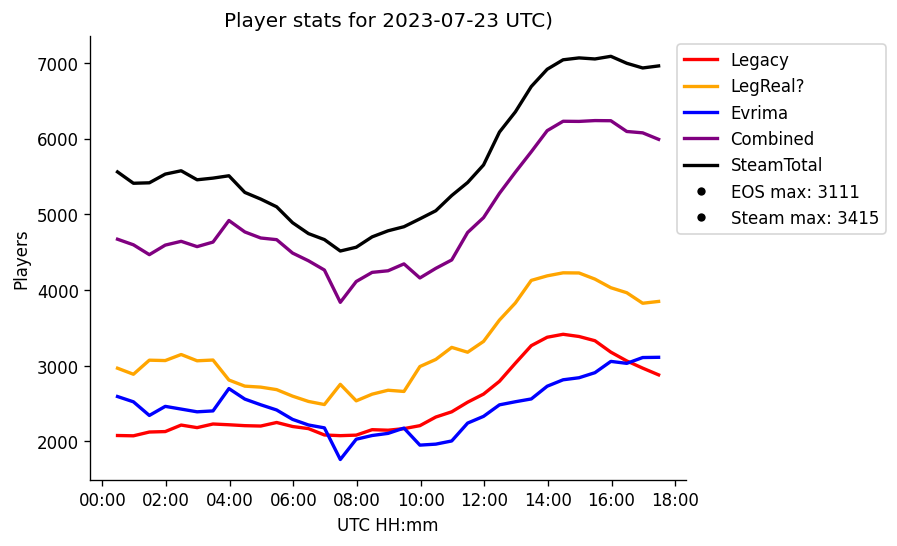 Player stats for 2023-07-23 UTC)
Players
7000
6000
5000
4000
3000
2000
00:00 02:00 04:00 06:00 08:00 10:00 12:00 14:00 16:00 18:00
UTC HH:mm
Legacy
LegReal?
Evrima
Combined
SteamTotal
EOS max: 3111
Steam max: 3415